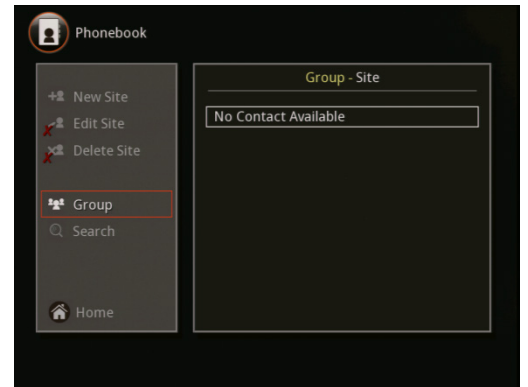 Phonebook
New Site
Edit Site
Delete Site
Group
Search
Home
Group - Site
No Contact Available